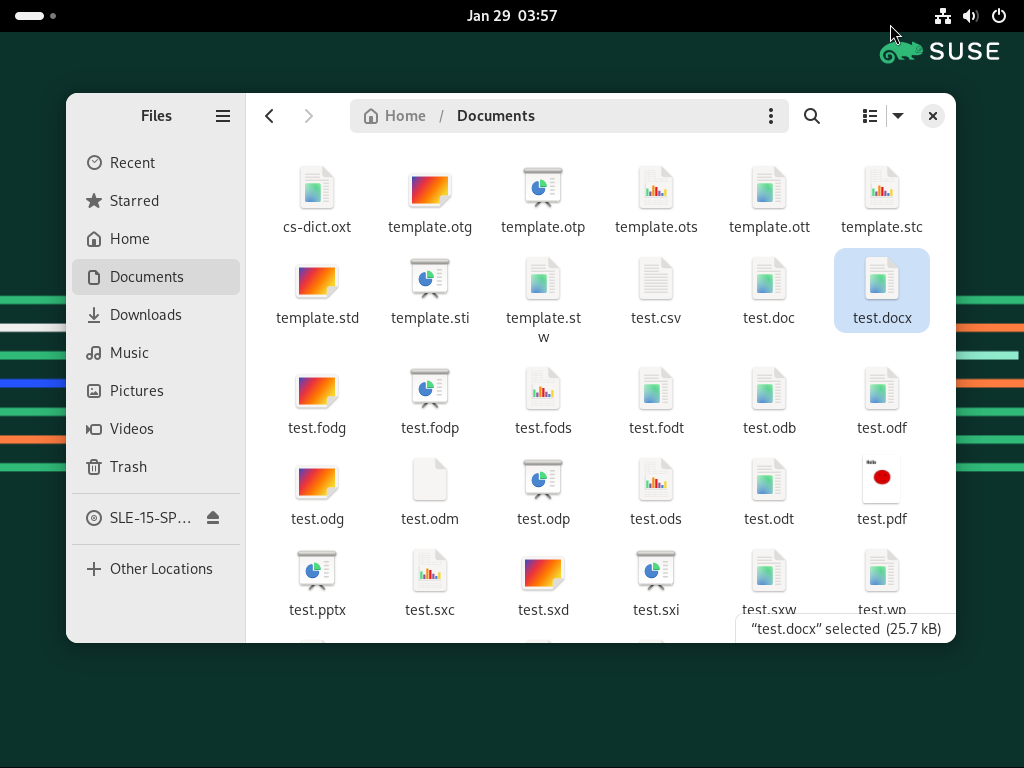 Jan 29 03:57
SUSE
Files
Home / Documents
Recent
Starred
Home
Documents
Downloads
Music
Pictures
Videos
Trash
SLE-15-SP…
Other Locations
cs-dict.oxt
template.otg
template.otp
template.ots
template.ott
template.stc
template.std
template.sti
template.st
w
test.csv
test.doc
test.docx
test.fodg
test.fodp
test.fods
test.fodt
test.odb
test.odf
test.odg
test.odm
test.odp
test.ods
test.odt
Hello
test.pdf
test.pptx
test.sxc
test.sxd
test.sxi
test.sxw
test.wp
“test.docx” selected (25.7 kB)